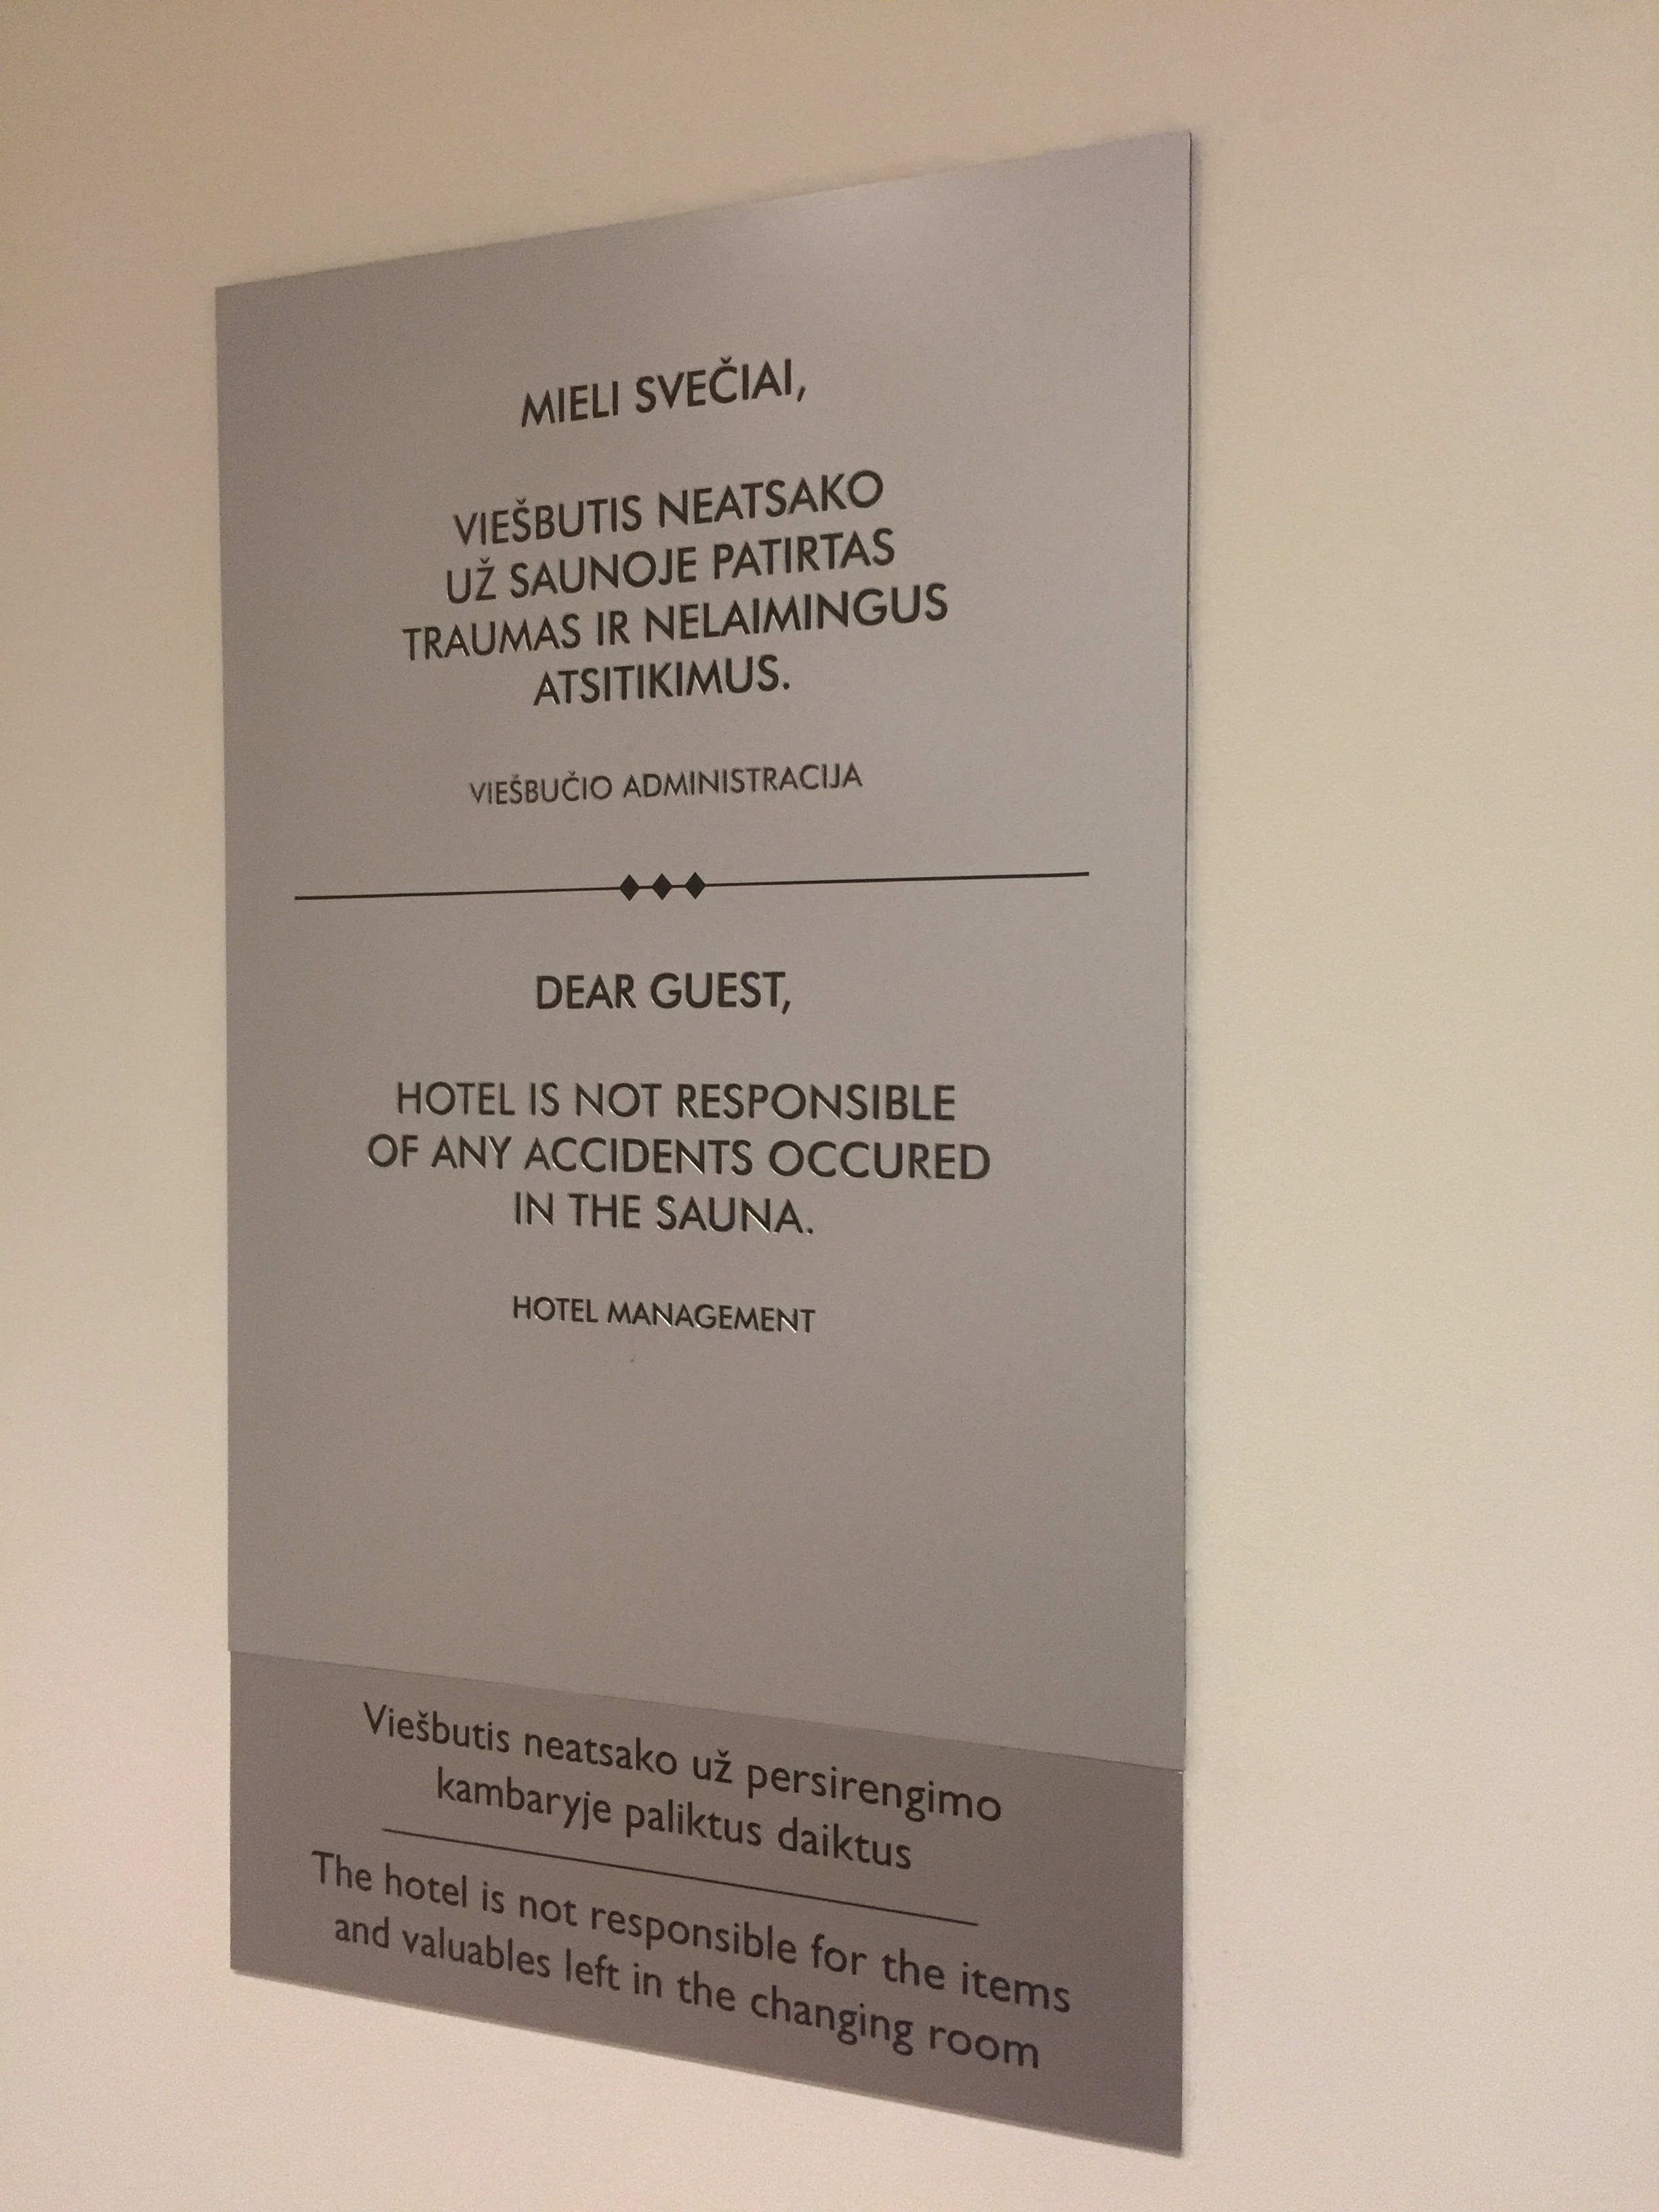 MIELI SVEČIAI,
VIEŠBUTIS NEATSAKO
UŽ SAUNOJE PATIRTAS
TRAUMAS IR NELAIMINGUS
ATSITIKIMUS.
VIEŠBUČIO ADMINISTRACIJA
DEAR GUEST,
HOTEL IS NOT RESPONSIBLE
OF ANY ACCIDENTS OCCURED
IN THE SAUNA.
HOTEL MANAGEMENT
Viešbutis neatsako už persirengimo
kambaryje paliktus daiktus
The hotel is not responsible for the items
and valuables left in the changing room